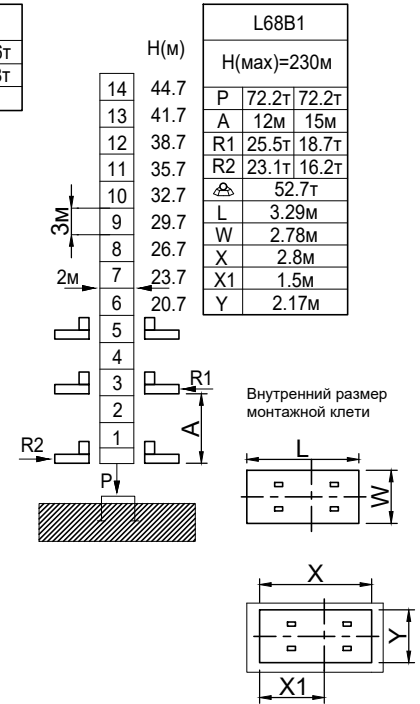 L68B1
H(мах)=230м
P 72.2т 72.2т
A 12м 15м
R1 25.5т 18.7т
R2 23.1т 16.2т
52.7т
L 3.29м
W 2.78м
X 2.8м
X1 1.5м
Y 2.17м
H(м)
14 44.7
13 41.7
12 38.7
11 35.7
10 32.7
9 29.7
8 26.7
7 23.7
6 20.7
5
4
3
2
1
3м
2м
R1
R2
A
P
Внутренний размер
монтажной клети
L
W
X
Y
X1